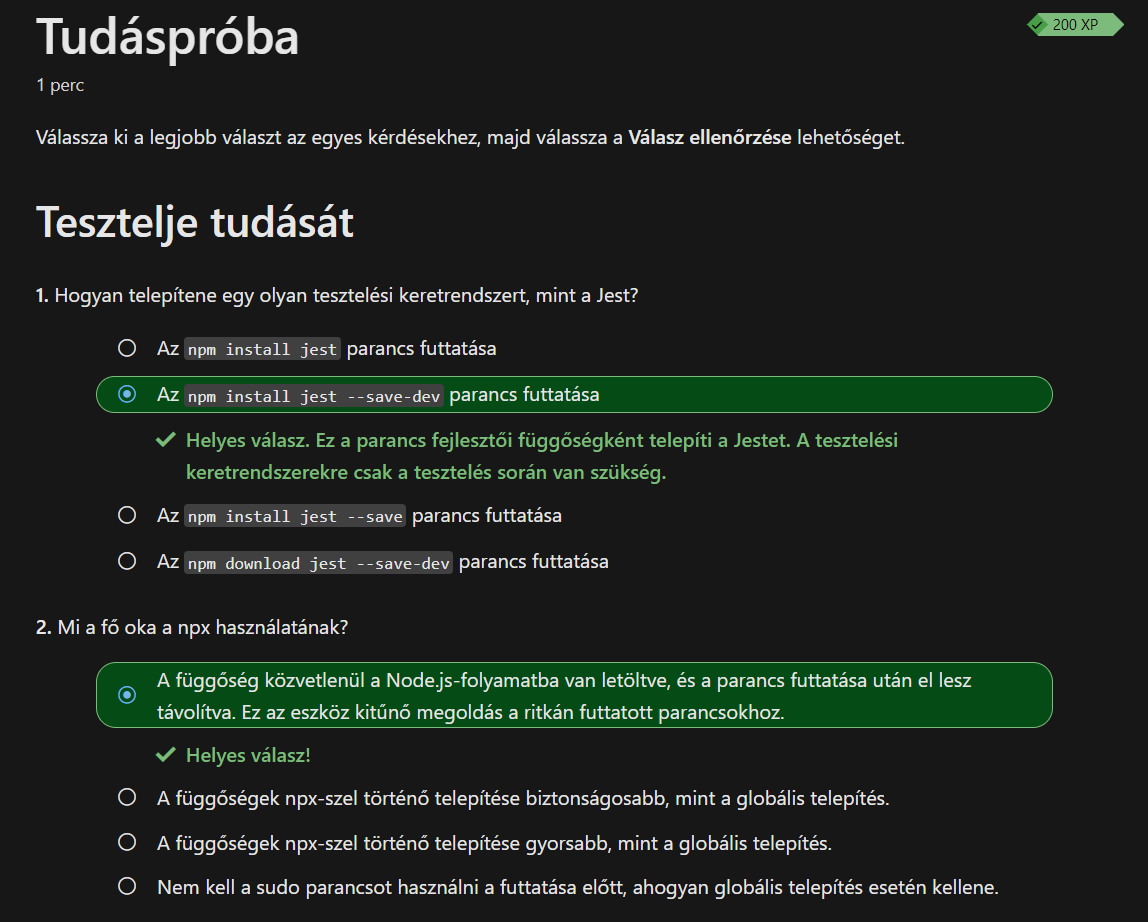 Tudáspróba
200 XP
1 perc
Válassza ki a legjobb választ az egyes kérdésekhez, majd válassza a Válasz ellenőrzése lehetőséget.
Tesztelje tudását
1. Hogyan telepítene egy olyan tesztelési keretrendszert, mint a Jest?
Az npm install jest parancs futtatása
Az npm install jest --save-dev parancs futtatása
Helyes válasz. Ez a parancs fejlesztői függőségként telepíti a Jestet. A tesztelési
keretrendszerekre csak a tesztelés során van szükség.
Az npm install jest --save parancs futtatása
Az npm download jest --save-dev parancs futtatása
2. Mi a fő oka a npx használatának?
A függőség közvetlenül a Node.js-folyamatba van letöltve, és a parancs futtatása után el lesz
távolítva. Ez az eszköz kitűnő megoldás a ritkán futtatott parancsokhoz.
Helyes válasz!
A függőségek npx-szel történő telepítése biztonságosabb, mint a globális telepítés.
A függőségek npx-szel történő telepítése gyorsabb, mint a globális telepítés.
Nem kell a sudo parancsot használni a futtatása előtt, ahogyan globális telepítés esetén kellene.